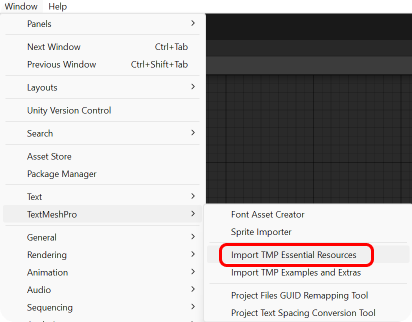 Window Help
Panels
Next Window Ctrl+Tab
Previous Window Ctrl+Shift+Tab
Layouts
Unity Version Control
Search
Asset Store
Package Manager
Text
TextMeshPro
General
Rendering
Animation
Audio
Sequencing
Font Asset Creator
Sprite Importer
Import TMP Essential Resources
Import TMP Examples and Extras
Project Files GUID Remapping Tool
Project Text Spacing Conversion Tool